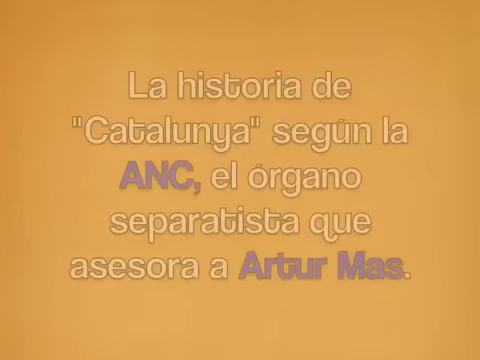 La historia de
"Catalunya" según la
ANC, el órgano
separatista que
asesora a Artur Mas.